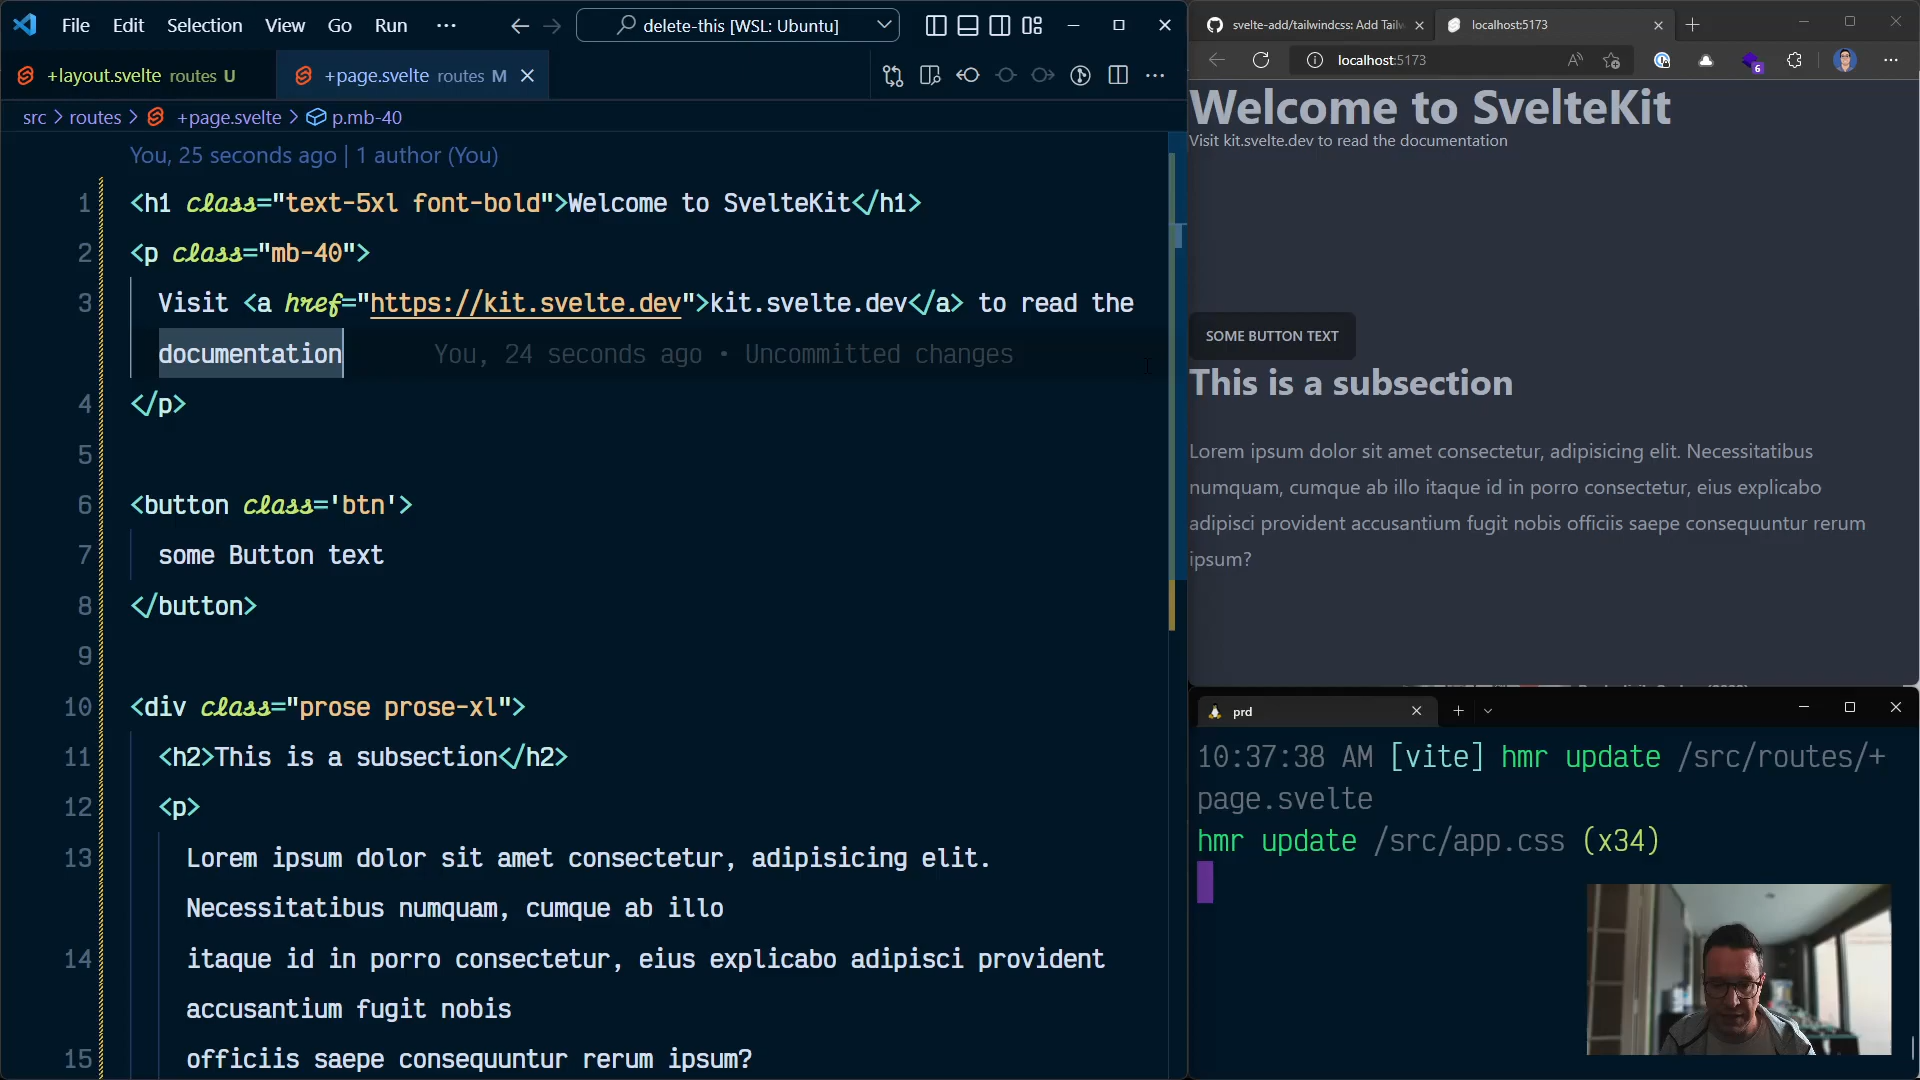 File Edit Selection View Go Run ··· delete-this [WSL: Ubuntu]
+layout.svelte routes U +page.svelte routes M
src > routes > +page.svelte > p.mb-40
You, 25 seconds ago | 1 author (You)
1 <h1 class="text-5xl font-bold">Welcome to SvelteKit</h1>
2 <p class="mb-40">
3 Visit <a href="https://kit.svelte.dev">kit.svelte.dev</a> to read the
documentation You, 24 seconds ago • Uncommitted changes
4 </p>
5
6 <button class='btn'>
7 some Button text
8 </button>
9
10 <div class="prose prose-xl">
11 <h2>This is a subsection</h2>
12 <p>
13 Lorem ipsum dolor sit amet consectetur, adipisicing elit.
Necessitatibus numquam, cumque ab illo
14 itaque id in porro consectetur, eius explicabo adipisci provident
accusantium fugit nobis
15 officiis saepe consequuntur rerum ipsum?
svelte-add/tailwindcss: Add Tailw
localhost:5173
localhost:5173
6
Welcome to SvelteKit
Visit kit.svelte.dev to read the documentation
SOME BUTTON TEXT
This is a subsection
Lorem ipsum dolor sit amet consectetur, adipisicing elit. Necessitatibus
numquam, cumque ab illo itaque id in porro consectetur, eius explicabo
adipisci provident accusantium fugit nobis officiis saepe consequuntur rerum
ipsum?
prd
10:37:38 AM [vite] hmr update /src/routes/+
page.svelte
hmr update /src/app.css (x34)